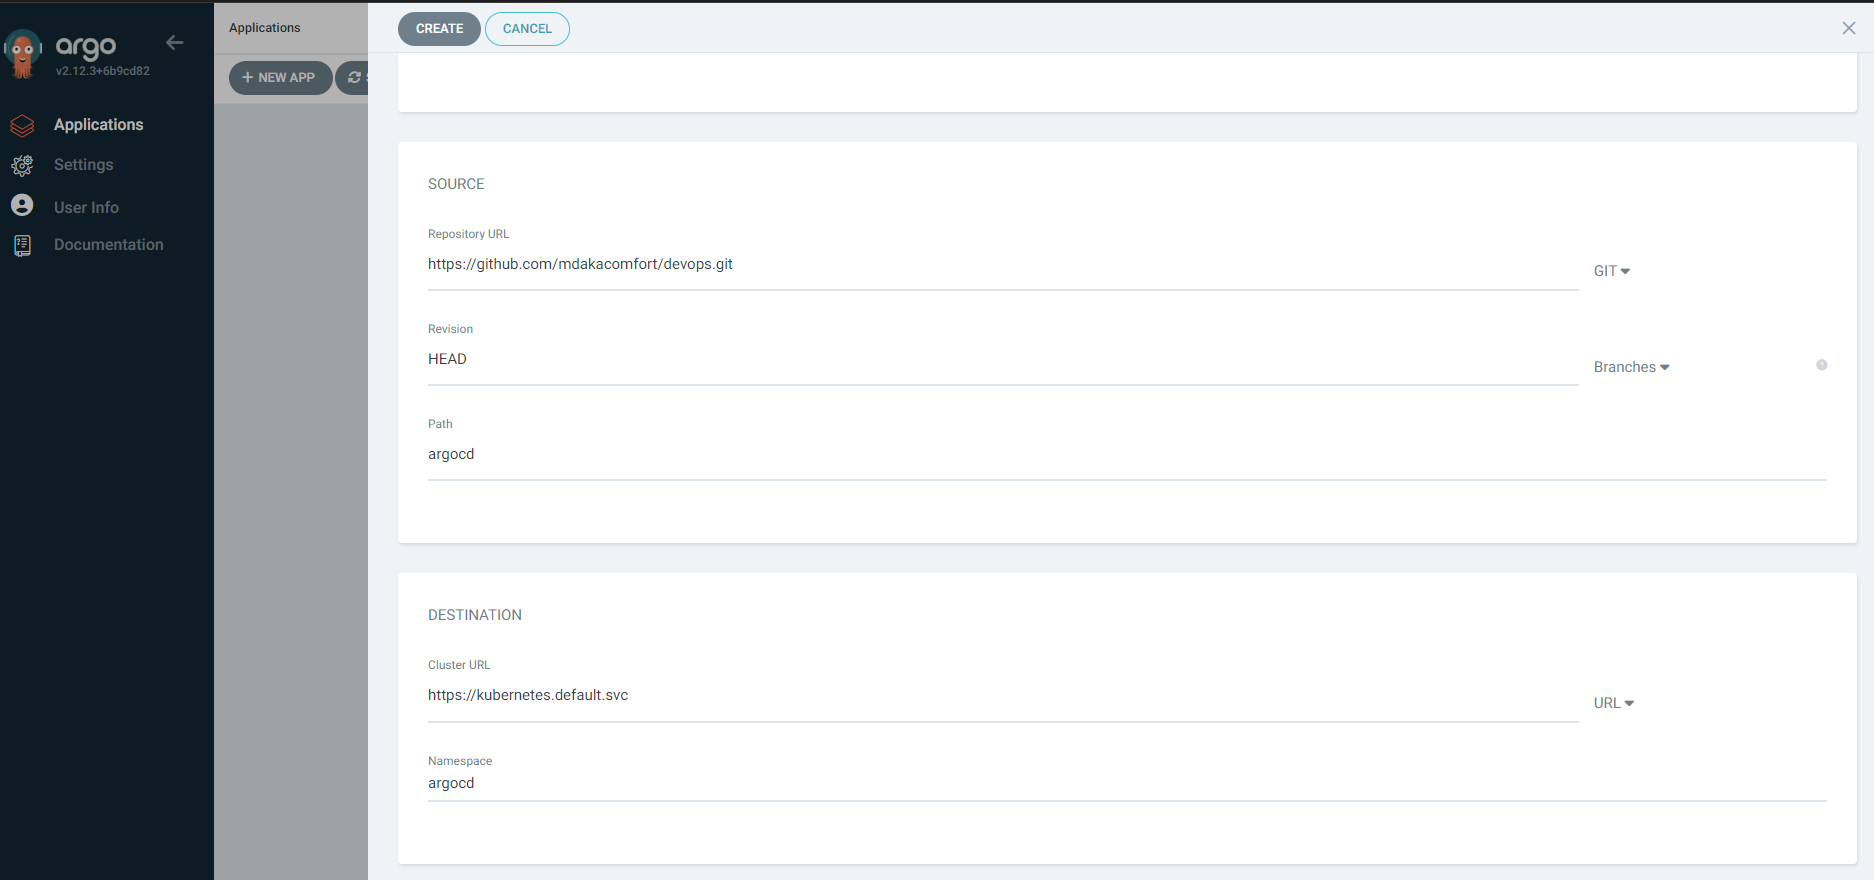 argo
v2.12.3+6b9cd82
Applications
Settings
User Info
Documentation
Applications
+ NEW APP
CREATE
CANCEL
SOURCE
Repository URL
https://github.com/mdakacomfort/devops.git
GIT
Revision
HEAD
Branches
Path
argocd
DESTINATION
Cluster URL
https://kubernetes.default.svc
URL
Namespace
argocd